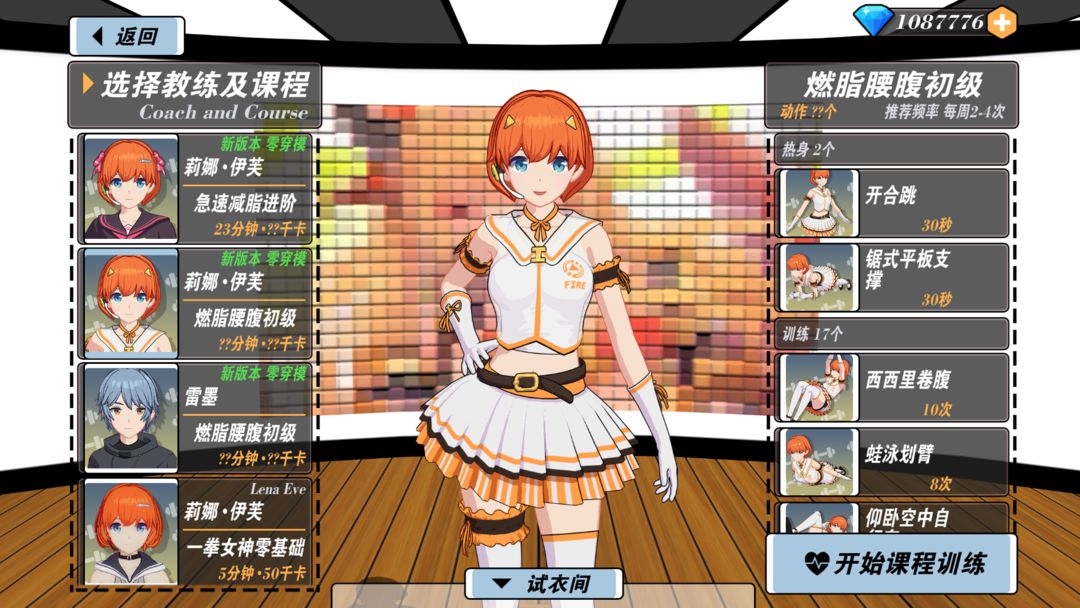 返回
1087776
选择教练及课程
Coach and Course
新版本 零穿模
莉娜·伊芙
急速减脂进阶
23分钟·??千卡
新版本 零穿模
莉娜·伊芙
燃脂腰腹初级
??分钟·??千卡
新版本 零穿模
雷墨
燃脂腰腹初级
??分钟·??千卡
Lena Eve
莉娜·伊芙
一拳女神零基础
5分钟·50千卡
FIRE
试衣间
燃脂腰腹初级
动作 ??个
推荐频率 每周2-4次
热身 2个
开合跳
30秒
锯式平板支
撑
30秒
训练 17个
西西里卷腹
10次
蛙泳划臂
8次
仰卧空中自
开始课程训练